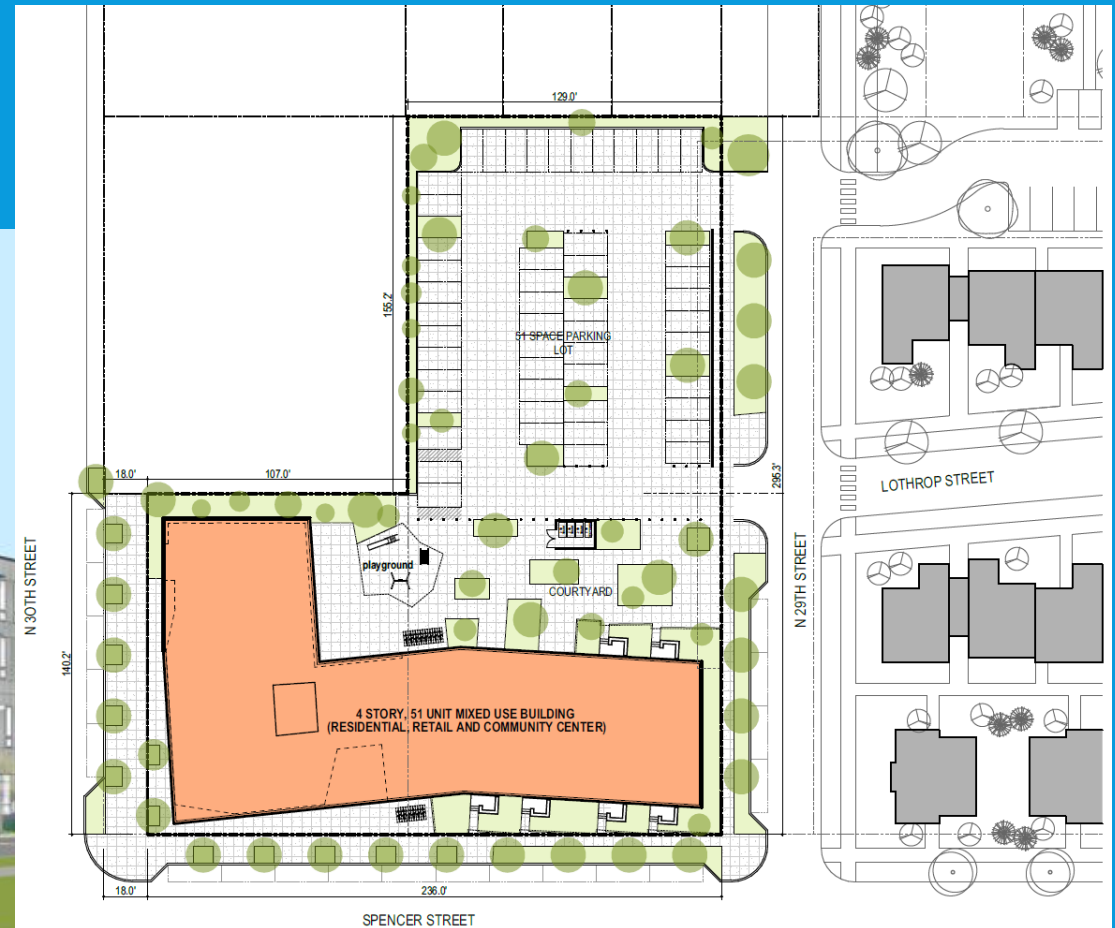 129.0'
155.2'
51 SPACE PARKING
LOT
LOTHROP STREET
18.0'
107.0'
295.3'
N 30TH STREET
playground
COURTYARD
N 29TH STREET
140.2'
4 STORY, 51 UNIT MIXED USE BUILDING
(RESIDENTIAL, RETAIL AND COMMUNITY CENTER)
18.0'
236.0'
SPENCER STREET